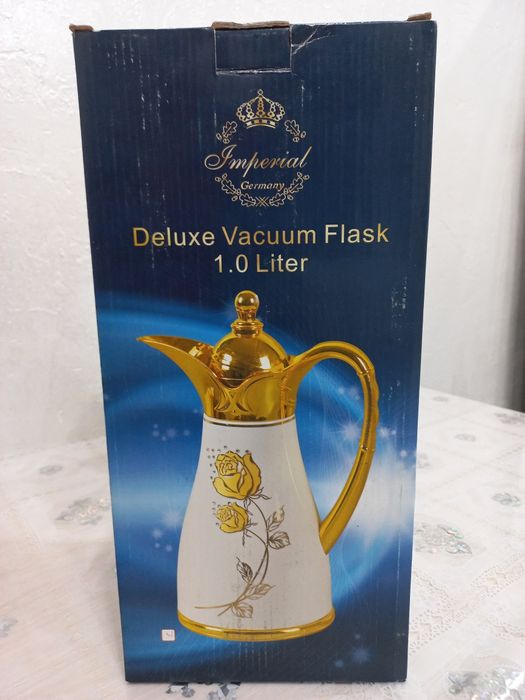 Imperial
Germany
Deluxe Vacuum Flask
1.0 Liter